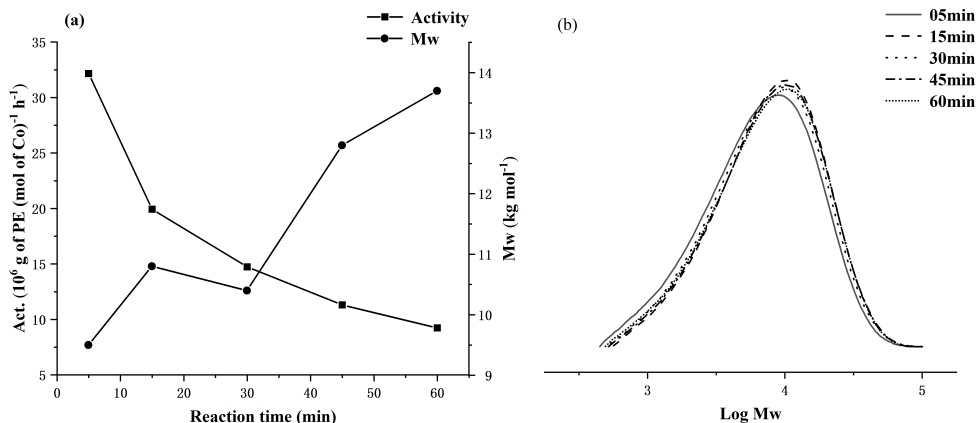 (a)
Activity
Mw
35
30
25
20
15
10
5
Act. (10⁶ g of PE (mol of Co)⁻¹ h⁻¹)
0 10 20 30 40 50 60
Reaction time (min)
14
13
12
11
10
9
Mw (kg mol⁻¹)
(b)
05min
15min
30min
45min
60min
3 4 5
Log Mw